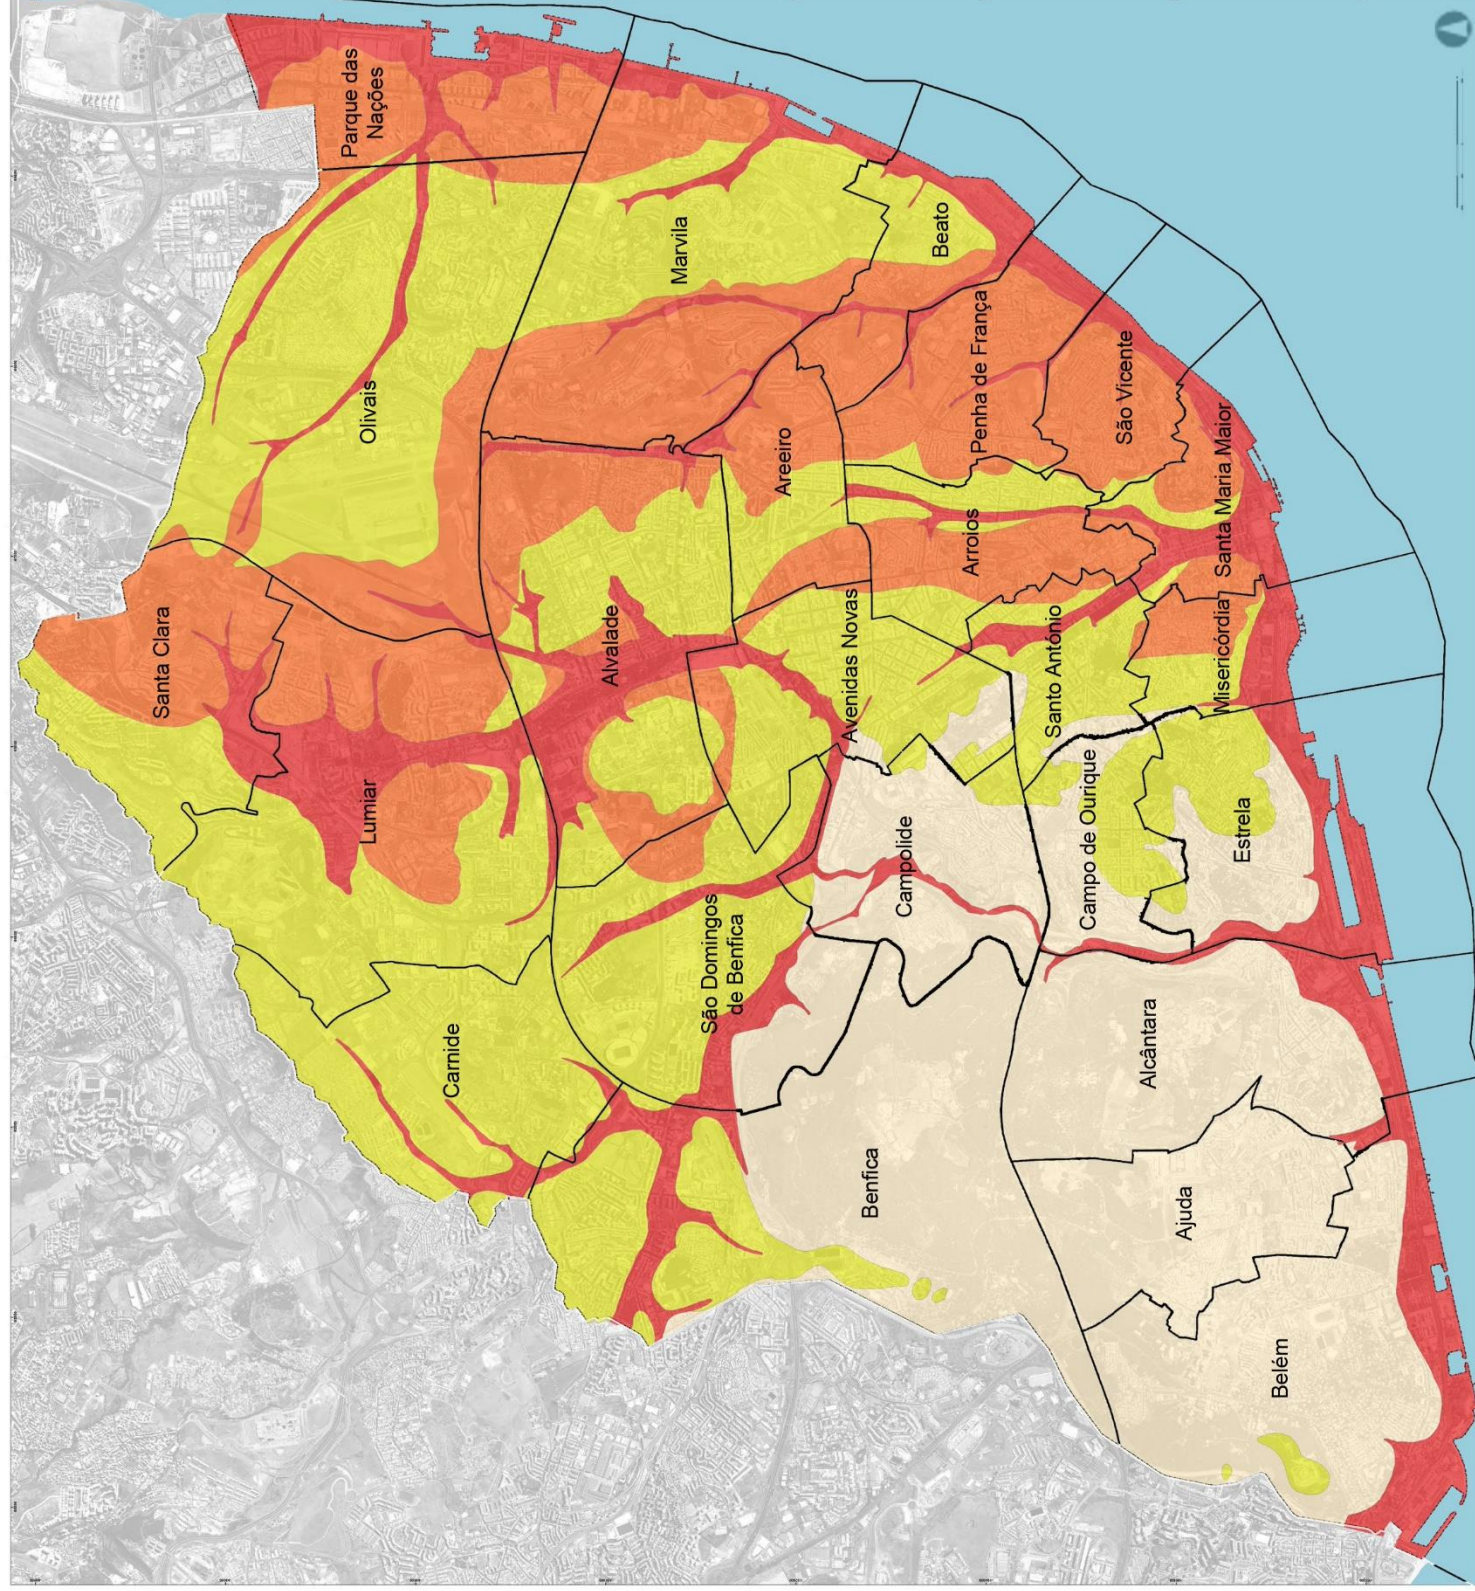 Parque das
Nações
Olivais
Marvila
Beato
Santa Clara
Lumiar
Alvalade
Areeiro
Penha de França
São Vicente
Arroios
Santa Maria Maior
Avenidas Novas
Santo António
Misericórdia
Carnide
São Domingos
de Benfica
Campolide
Campo de Ourique
Estrela
Benfica
Alcântara
Ajuda
Belém